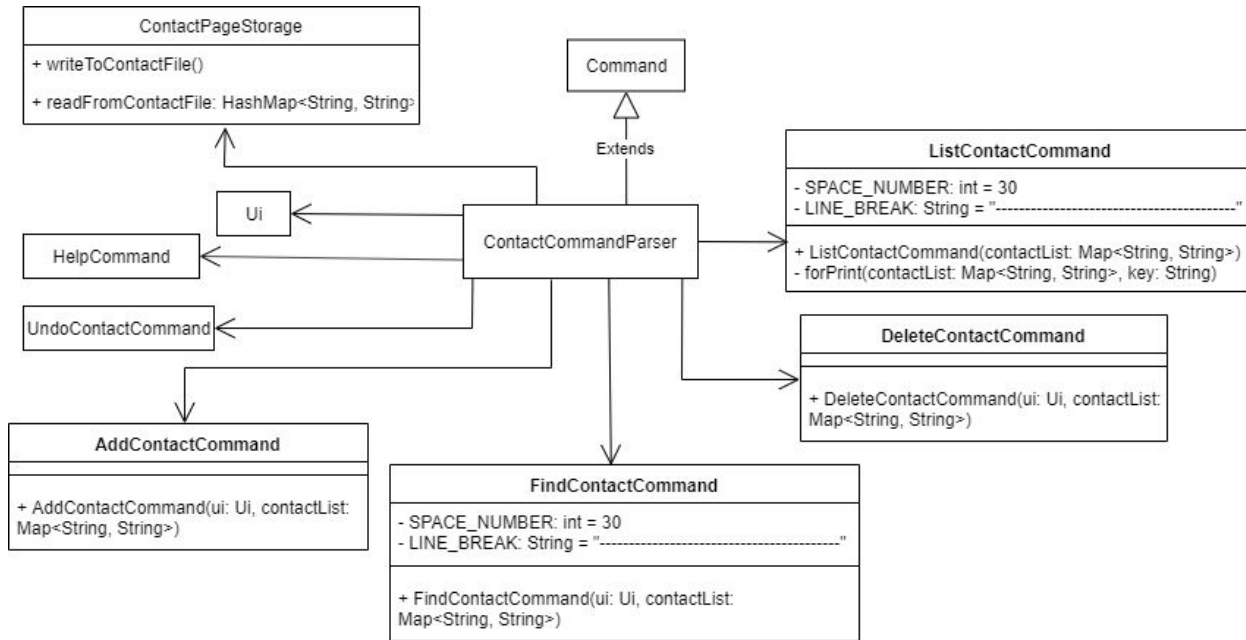 ContactPageStorage
+ writeToContactFile()
+ readFromContactFile: HashMap<String, String>
Command
Extends
ListContactCommand
- SPACE_NUMBER: int = 30
- LINE_BREAK: String = "-----------------------------------------"
+ ListContactCommand(contactList: Map<String, String>)
- forPrint(contactList: Map<String, String>, key: String)
Ui
ContactCommandParser
HelpCommand
UndoContactCommand
DeleteContactCommand
+ DeleteContactCommand(ui: Ui, contactList:
Map<String, String>)
AddContactCommand
+ AddContactCommand(ui: Ui, contactList:
Map<String, String>)
FindContactCommand
- SPACE_NUMBER: int = 30
- LINE_BREAK: String = "-----------------------------------------"
+ FindContactCommand(ui: Ui, contactList:
Map<String, String>)